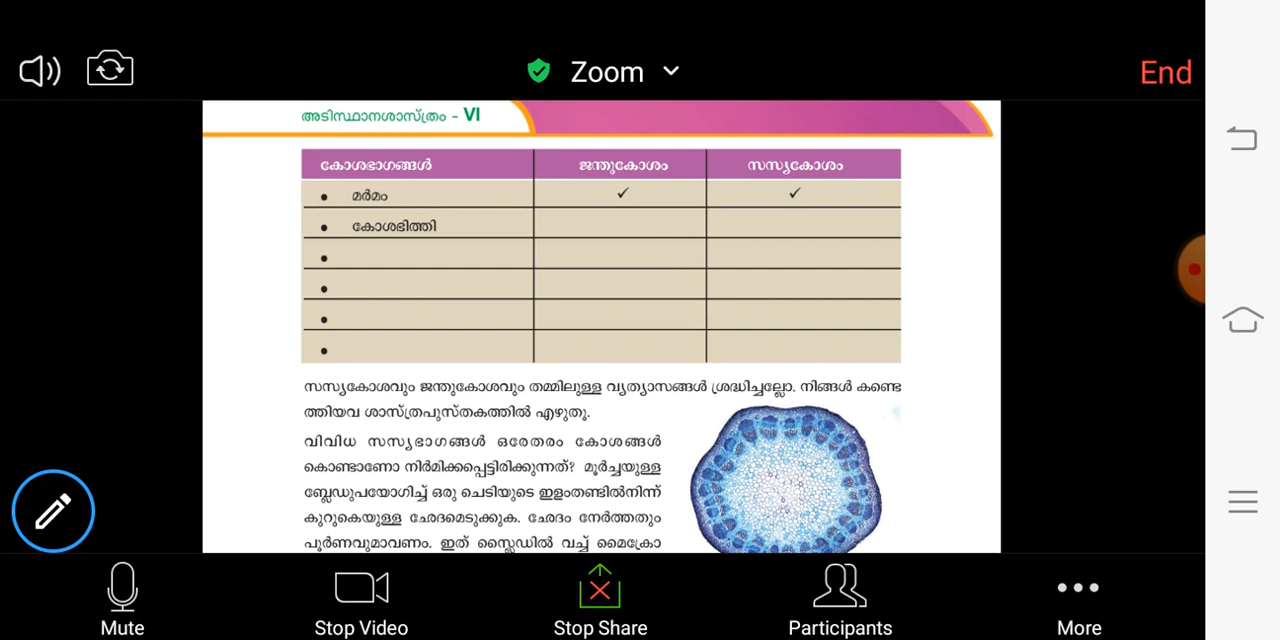 Zoom
End
അടിസ്ഥാനശാസ്ത്രം - VI
കോശഭാഗങ്ങൾ ജന്തുകോശം സസ്യകോശം
• മർമം ✓ ✓
• കോശഭിത്തി
•
•
•
•
സസ്യകോശവും ജന്തുകോശവും തമ്മിലുള്ള വ്യത്യാസങ്ങൾ ശ്രദ്ധിച്ചല്ലോ. നിങ്ങൾ കണ്ടെ
ത്തിയവ ശാസ്ത്രപുസ്തകത്തിൽ എഴുതൂ.
വിവിധ സസ്യഭാഗങ്ങൾ ഒരേതരം കോശങ്ങൾ
കൊണ്ടാണോ നിർമിക്കപ്പെട്ടിരിക്കുന്നത്? മൂർച്ചയുള്ള
ബ്ലേഡുപയോഗിച്ച് ഒരു ചെടിയുടെ ഇളംതണ്ടിൽനിന്ന്
കുറുകെയുള്ള ഛേദമെടുക്കുക. ഛേദം നേർത്തതും
പൂർണവുമാവണം. ഇത് സ്ലൈഡിൽ വച്ച് മൈക്രോ
Mute
Stop Video
Stop Share
Participants
More